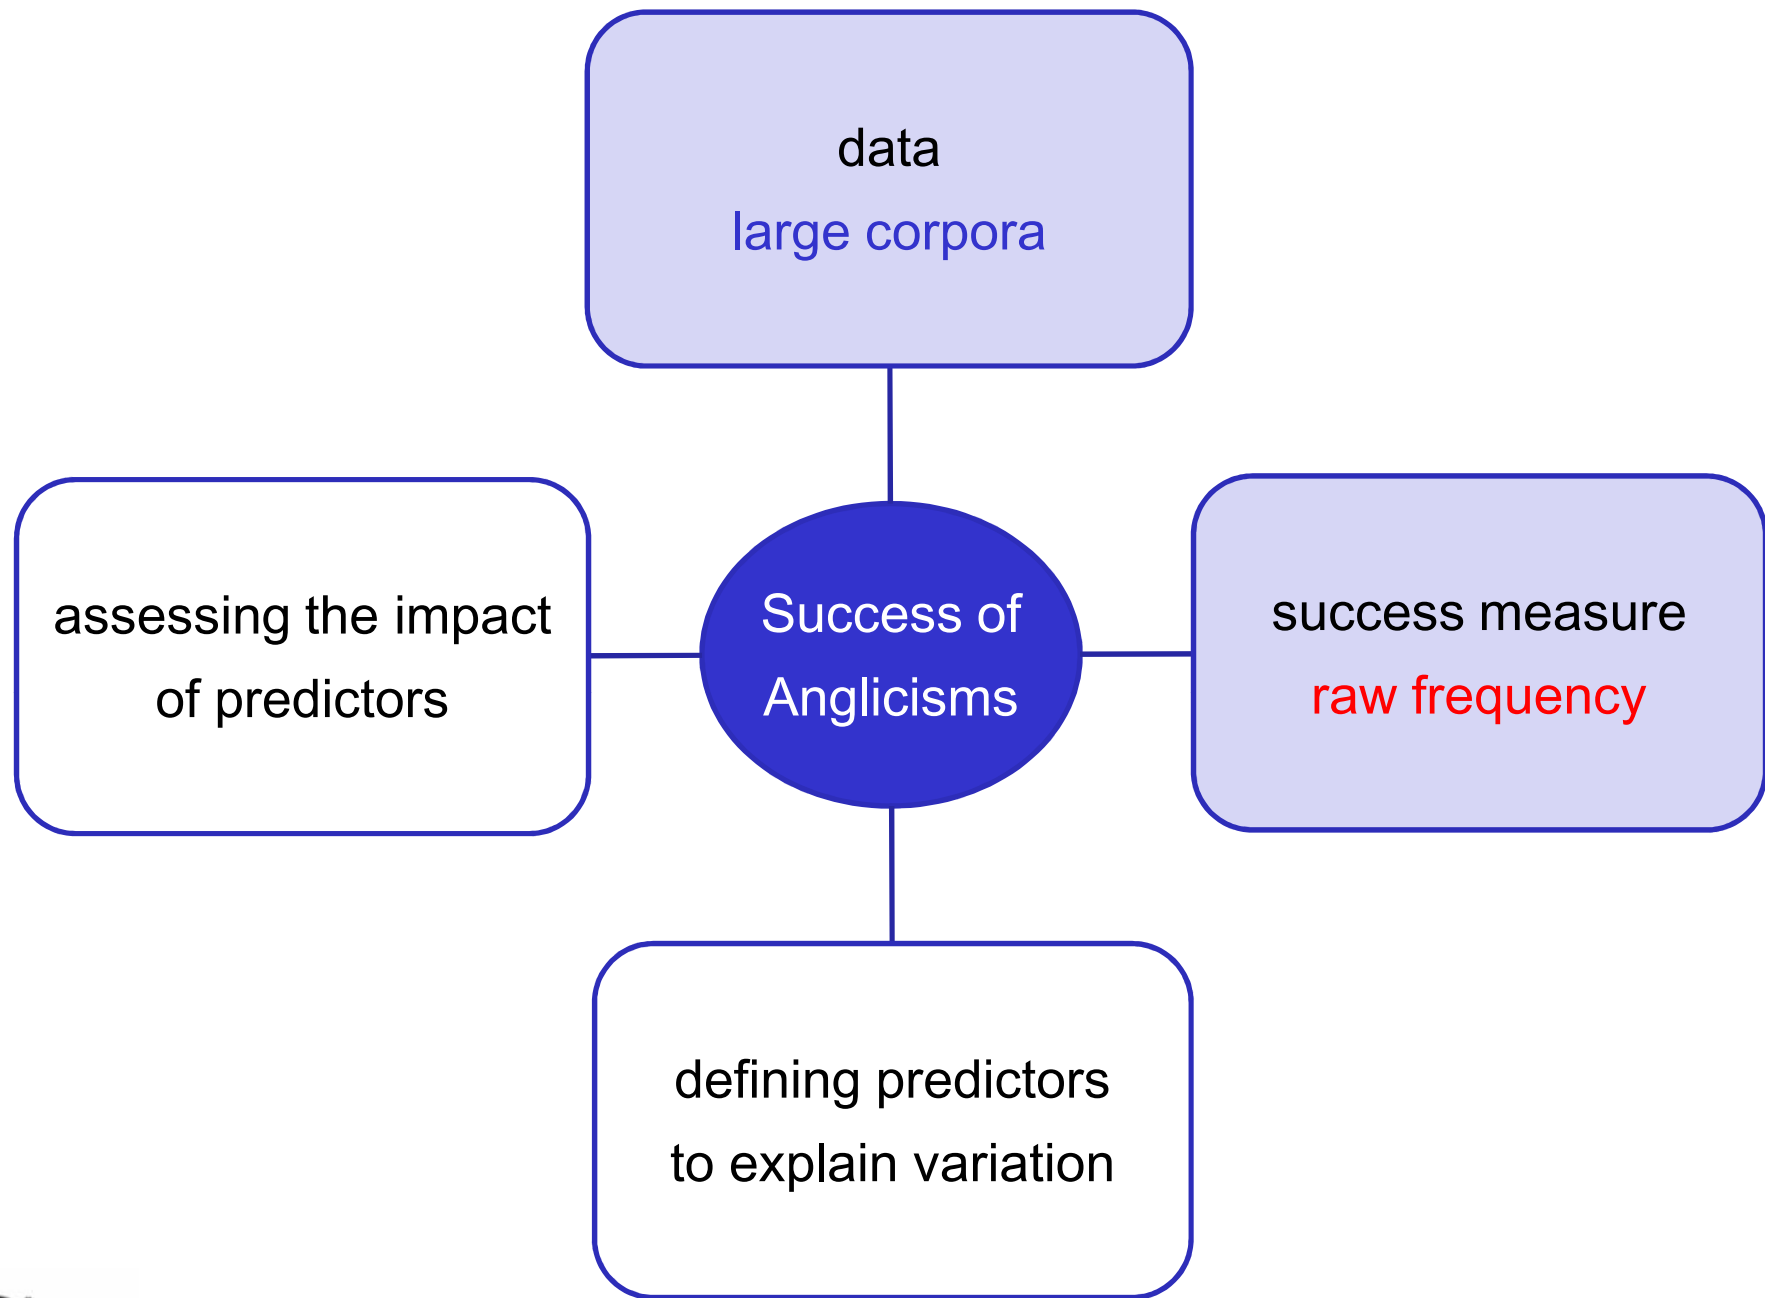 data
large corpora
assessing the impact
of predictors
Success of
Anglicisms
success measure
raw frequency
defining predictors
to explain variation